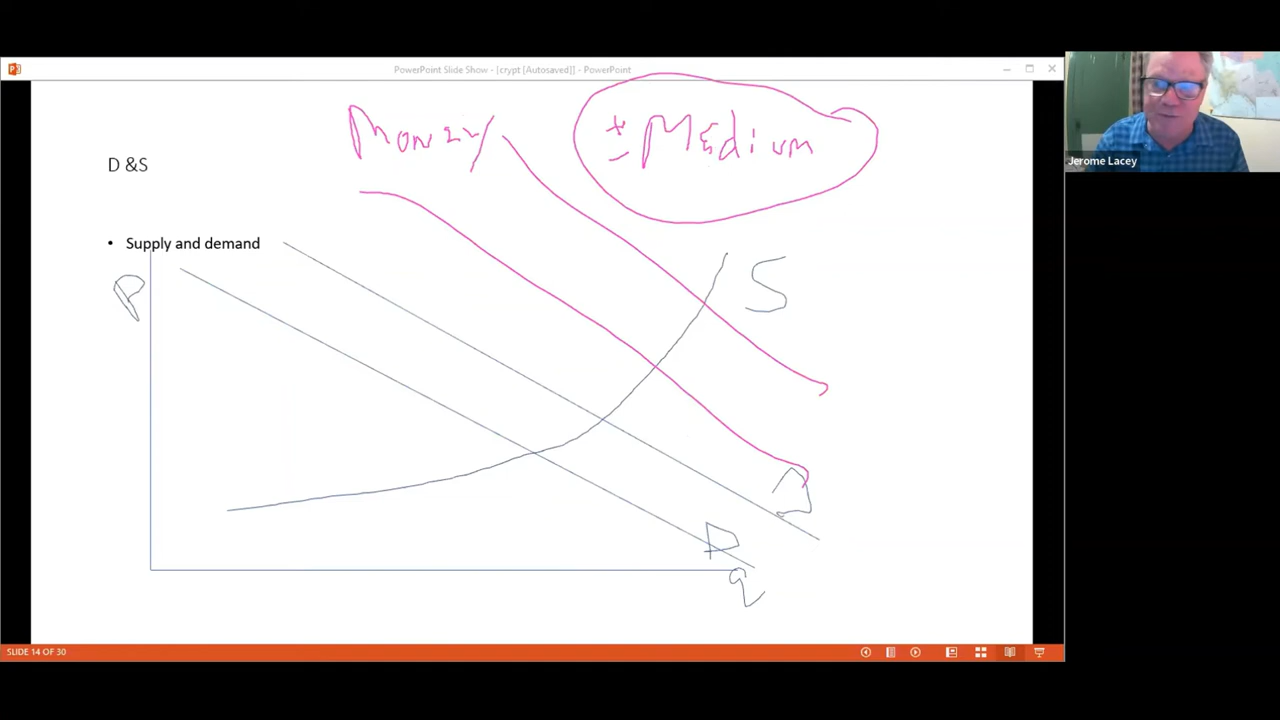 PowerPoint Slide Show - [crypt [Autosaved]] - PowerPoint
Money
± Medium
Jerome Lacey
D &S
• Supply and demand
P
S
D
D
q
SLIDE 14 OF 30